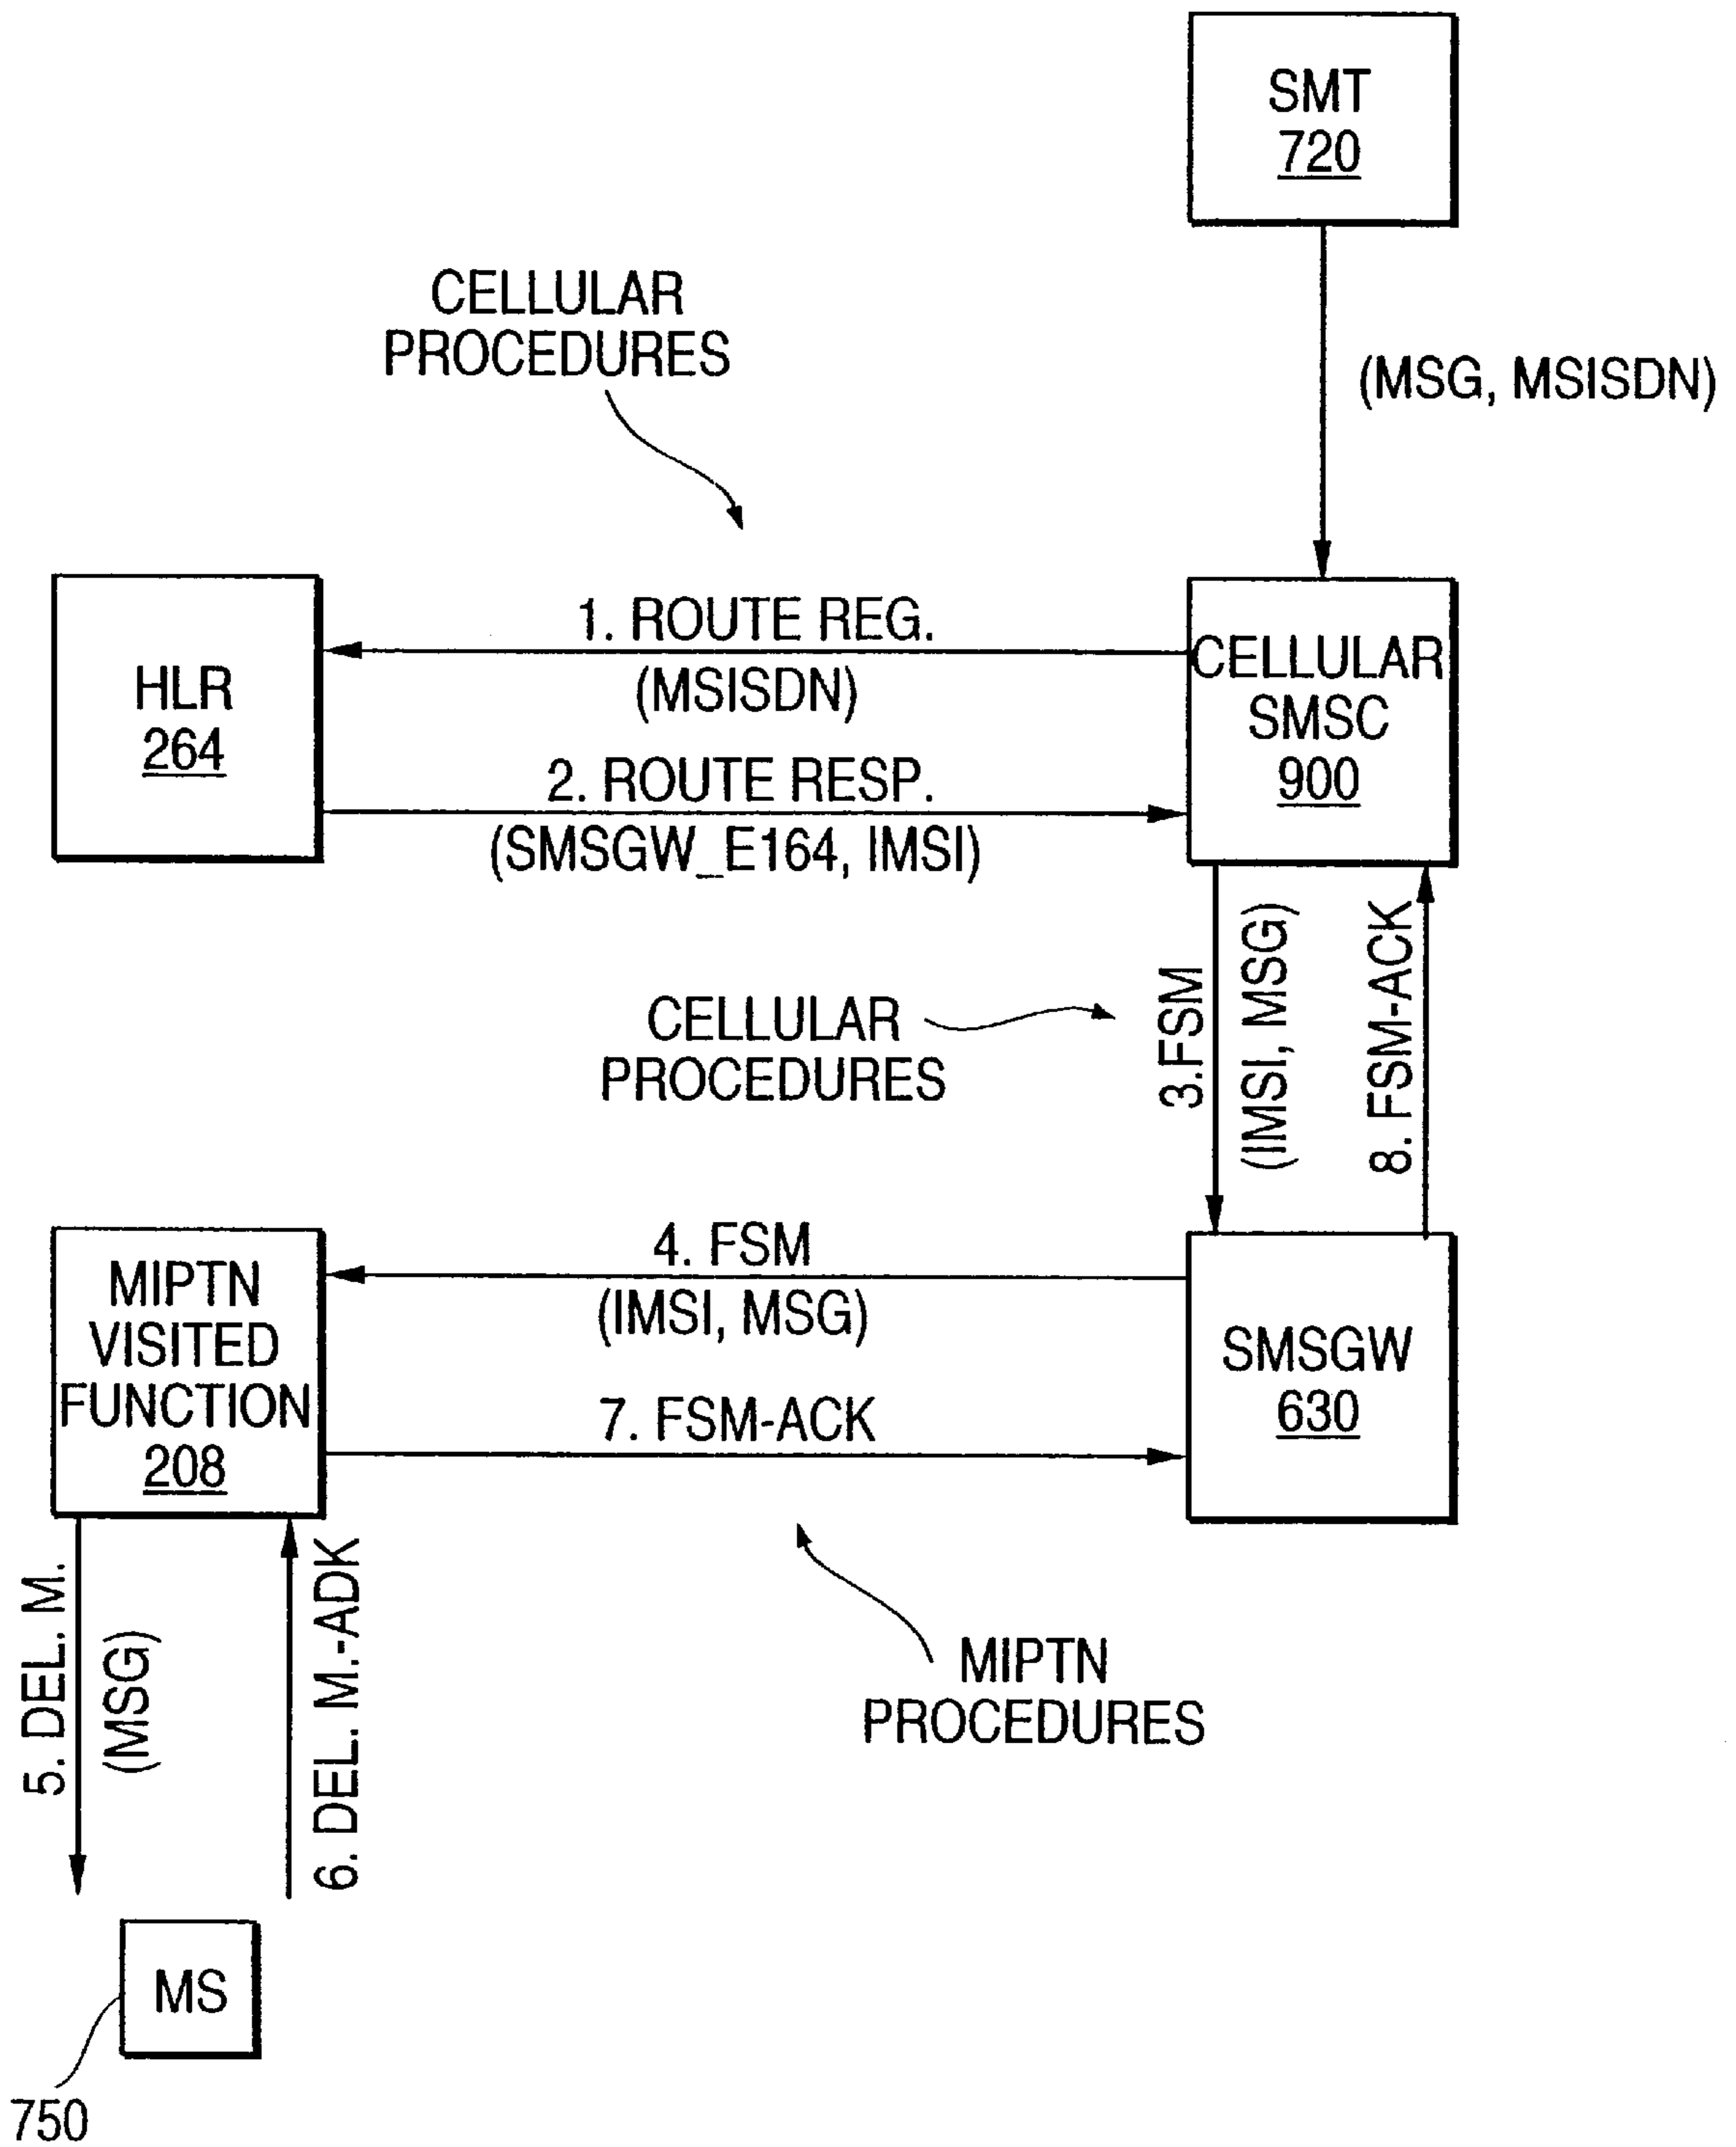 SMT
720
(MSG, MSISDN)
CELLULAR
PROCEDURES
HLR
264
1. ROUTE REG.
(MSISDN)
2. ROUTE RESP.
(SMSGW_E164, IMSI)
CELLULAR
SMSC
900
CELLULAR
PROCEDURES
3.FSM
(IMSI, MSG)
8. FSM-ACK
MIPTN
VISITED
FUNCTION
208
4. FSM
(IMSI, MSG)
7. FSM-ACK
SMSGW
630
MIPTN
PROCEDURES
5. DEL. M.
(MSG)
6. DEL. M.-ADK
MS
750